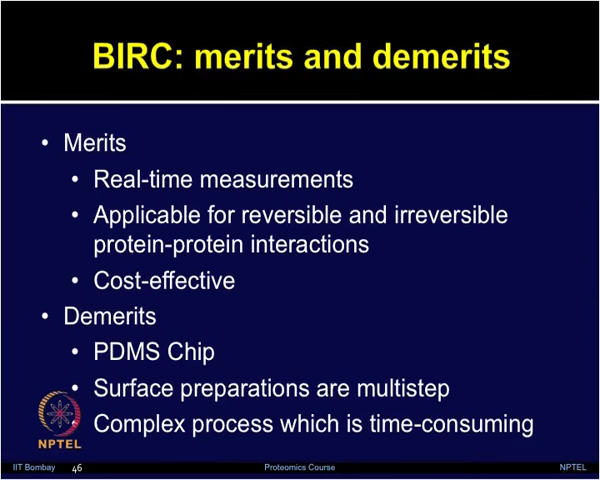 BIRC: merits and demerits
• Merits
• Real-time measurements
• Applicable for reversible and irreversible
protein-protein interactions
• Cost-effective
• Demerits
• PDMS Chip
• Surface preparations are multistep
• Complex process which is time-consuming
NPTEL
IIT Bombay 46 Proteomics Course NPTEL